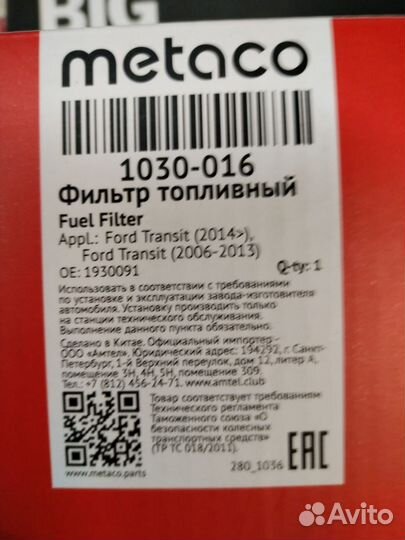 BIG
metaco
1030-016
Фильтр топливный
Fuel Filter
Appl.: Ford Transit (2014>),
Ford Transit (2006-2013)
OE: 1930091
Q-ty: 1
Использовать в соответствии с требованиями
по установке и эксплуатации завода-изготовителя
автомобиля. Установку производить только
на станции технического обслуживания.
Выполнение данного пункта обязательно.
Сделано в Китае. Официальный импортер -
ООО «Амтел». Юридический адрес: 194292, г. Санкт-
Петербург, 1-й Верхний переулок, дом 12, литер А,
помещение 3Н, 4Н, 5Н, помещение 309.
Тел.: +7 (812) 456-24-71. www.amtel.club
Товар соответствует требованиям
Технического регламента
Таможенного союза «О
безопасности колесных
транспортных средств»
(ТР ТС 018/2011).
www.metaco.parts
280_1036
EAC
Avito